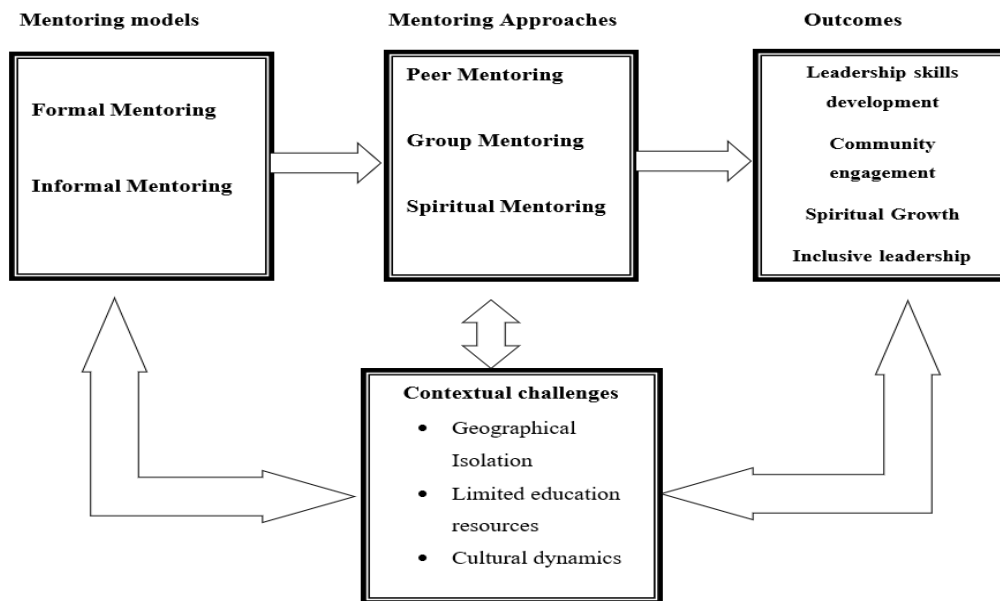 Mentoring models
Mentoring Approaches
Outcomes
Formal Mentoring
Informal Mentoring
Peer Mentoring
Group Mentoring
Spiritual Mentoring
Leadership skills
development
Community
engagement
Spiritual Growth
Inclusive leadership
Contextual challenges
• Geographical
Isolation
• Limited education
resources
• Cultural dynamics